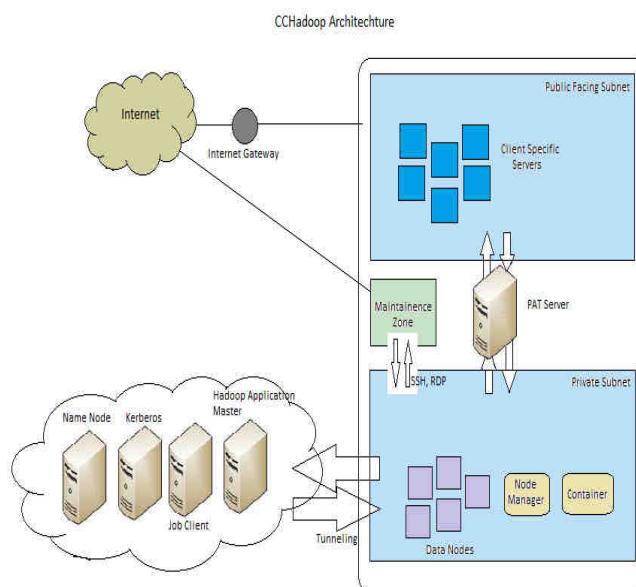 CCHadoop Architechture
Public Facing Subnet
Internet
Internet Gateway
Client Specific
Servers
Maintainence
Zone
PAT Server
SSH, RDP
Private Subnet
Hadoop Application
Master
Name Node
Kerberos
Job Client
Tunneling
Node
Manager
Container
Data Nodes